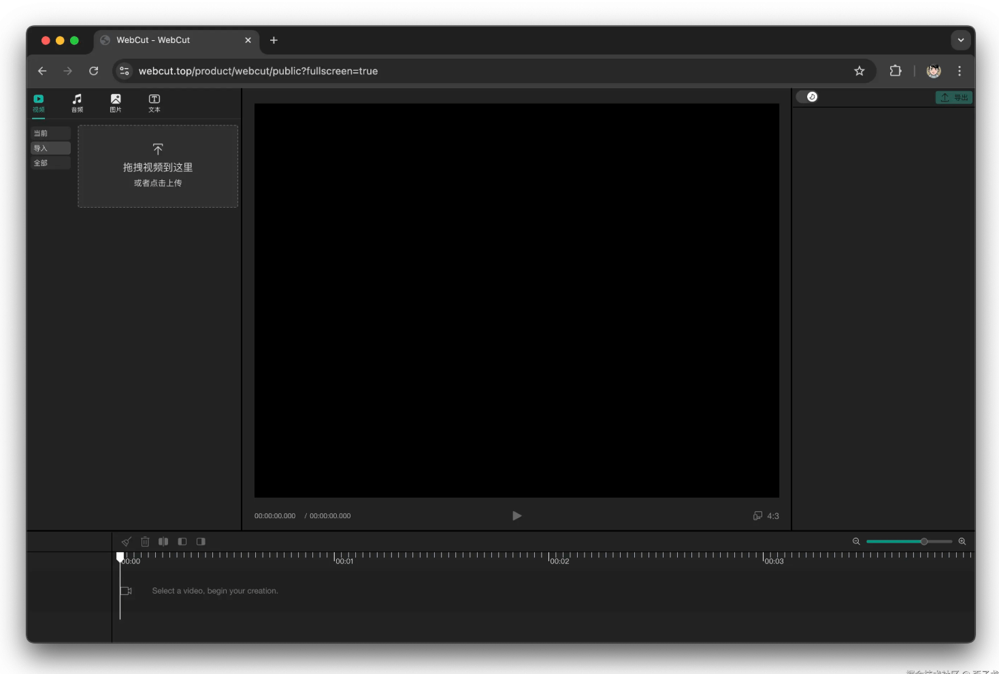 WebCut - WebCut
webcut.top/product/webcut/public?fullscreen=true
视频
音频
图片
文本
导出
当前
导入
全部
拖拽视频到这里
或者点击上传
00:00:00.000 / 00:00:00.000
4:3
00:00
00:01
00:02
00:03
Select a video, begin your creation.